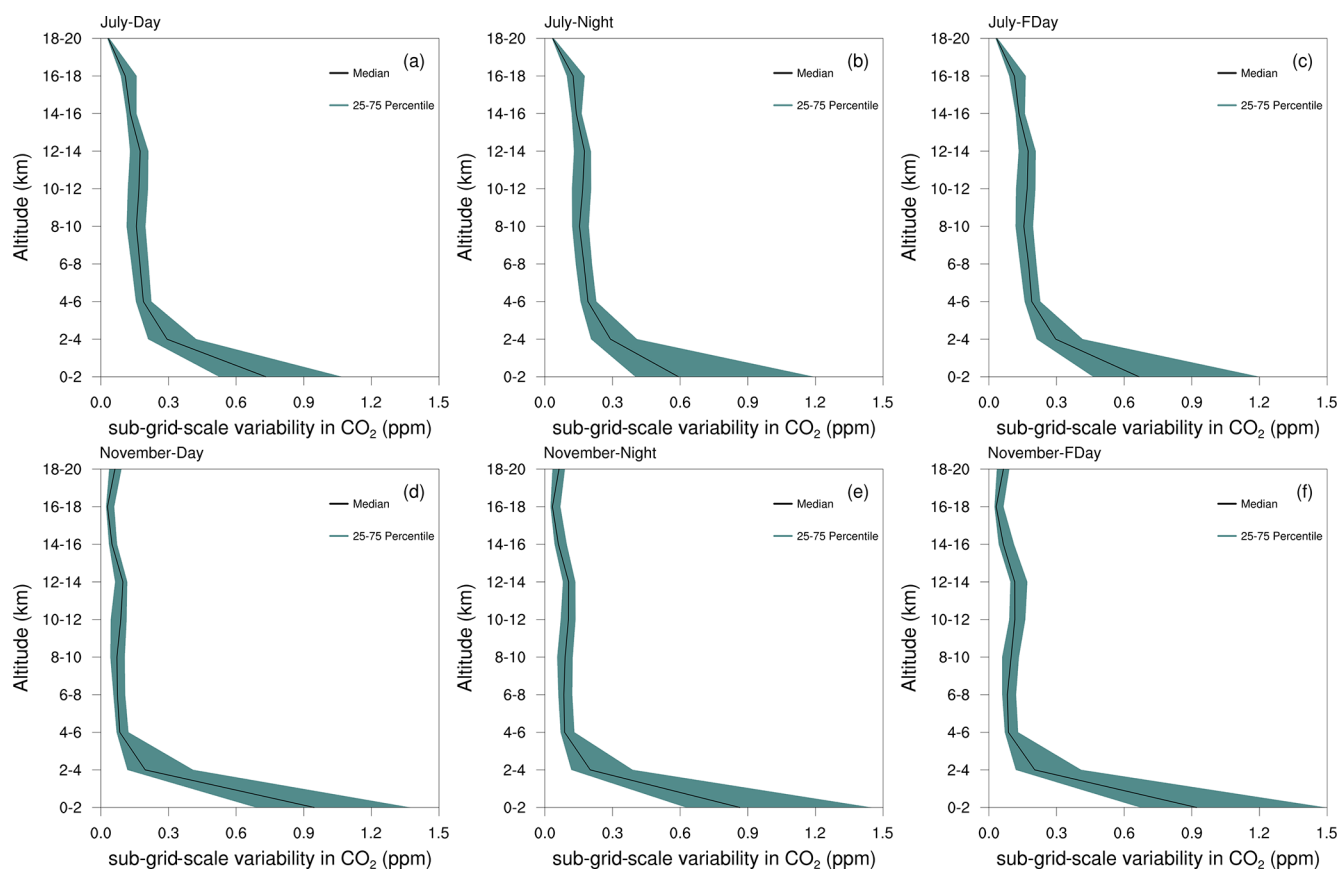 July-Day
18-20
16-18
14-16
12-14
10-12
8-10
6-8
4-6
2-4
0-2
Altitude (km)
(a)
Median
25-75 Percentile
0.0 0.3 0.6 0.9 1.2 1.5
sub-grid-scale variability in CO₂ (ppm)
July-Night
18-20
16-18
14-16
12-14
10-12
8-10
6-8
4-6
2-4
0-2
Altitude (km)
(b)
Median
25-75 Percentile
0.0 0.3 0.6 0.9 1.2 1.5
sub-grid-scale variability in CO₂ (ppm)
July-FDay
18-20
16-18
14-16
12-14
10-12
8-10
6-8
4-6
2-4
0-2
Altitude (km)
(c)
Median
25-75 Percentile
0.0 0.3 0.6 0.9 1.2 1.5
sub-grid-scale variability in CO₂ (ppm)
November-Day
18-20
16-18
14-16
12-14
10-12
8-10
6-8
4-6
2-4
0-2
Altitude (km)
(d)
Median
25-75 Percentile
0.0 0.3 0.6 0.9 1.2 1.5
sub-grid-scale variability in CO₂ (ppm)
November-Night
18-20
16-18
14-16
12-14
10-12
8-10
6-8
4-6
2-4
0-2
Altitude (km)
(e)
Median
25-75 Percentile
0.0 0.3 0.6 0.9 1.2 1.5
sub-grid-scale variability in CO₂ (ppm)
November-FDay
18-20
16-18
14-16
12-14
10-12
8-10
6-8
4-6
2-4
0-2
Altitude (km)
(f)
Median
25-75 Percentile
0.0 0.3 0.6 0.9 1.2 1.5
sub-grid-scale variability in CO₂ (ppm)